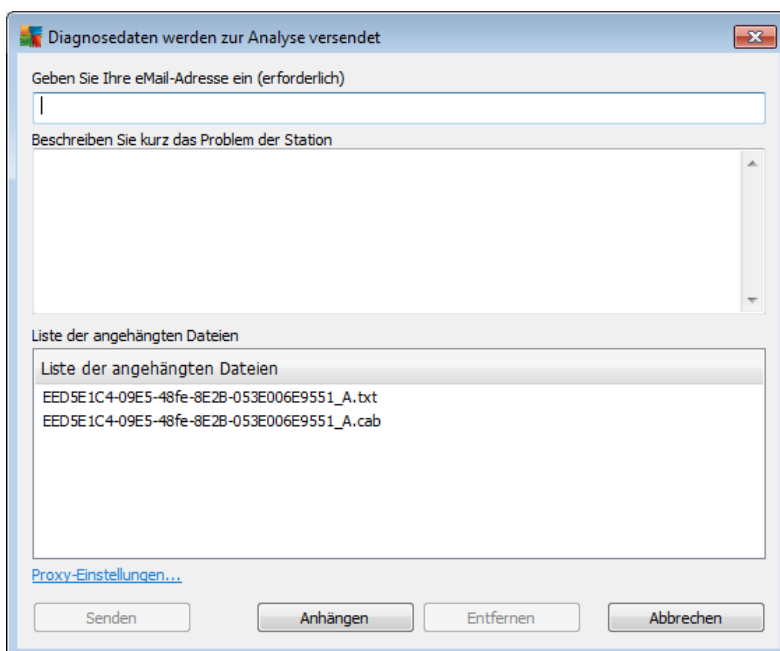 Diagnosedaten werden zur Analyse versendet
Geben Sie Ihre eMail-Adresse ein (erforderlich)
Beschreiben Sie kurz das Problem der Station
Liste der angehängten Dateien
Liste der angehängten Dateien
EED5E1C4-09E5-48fe-8E2B-053E006E9551_A.txt
EED5E1C4-09E5-48fe-8E2B-053E006E9551_A.cab
Proxy-Einstellungen...
Senden Anhängen Entfernen Abbrechen